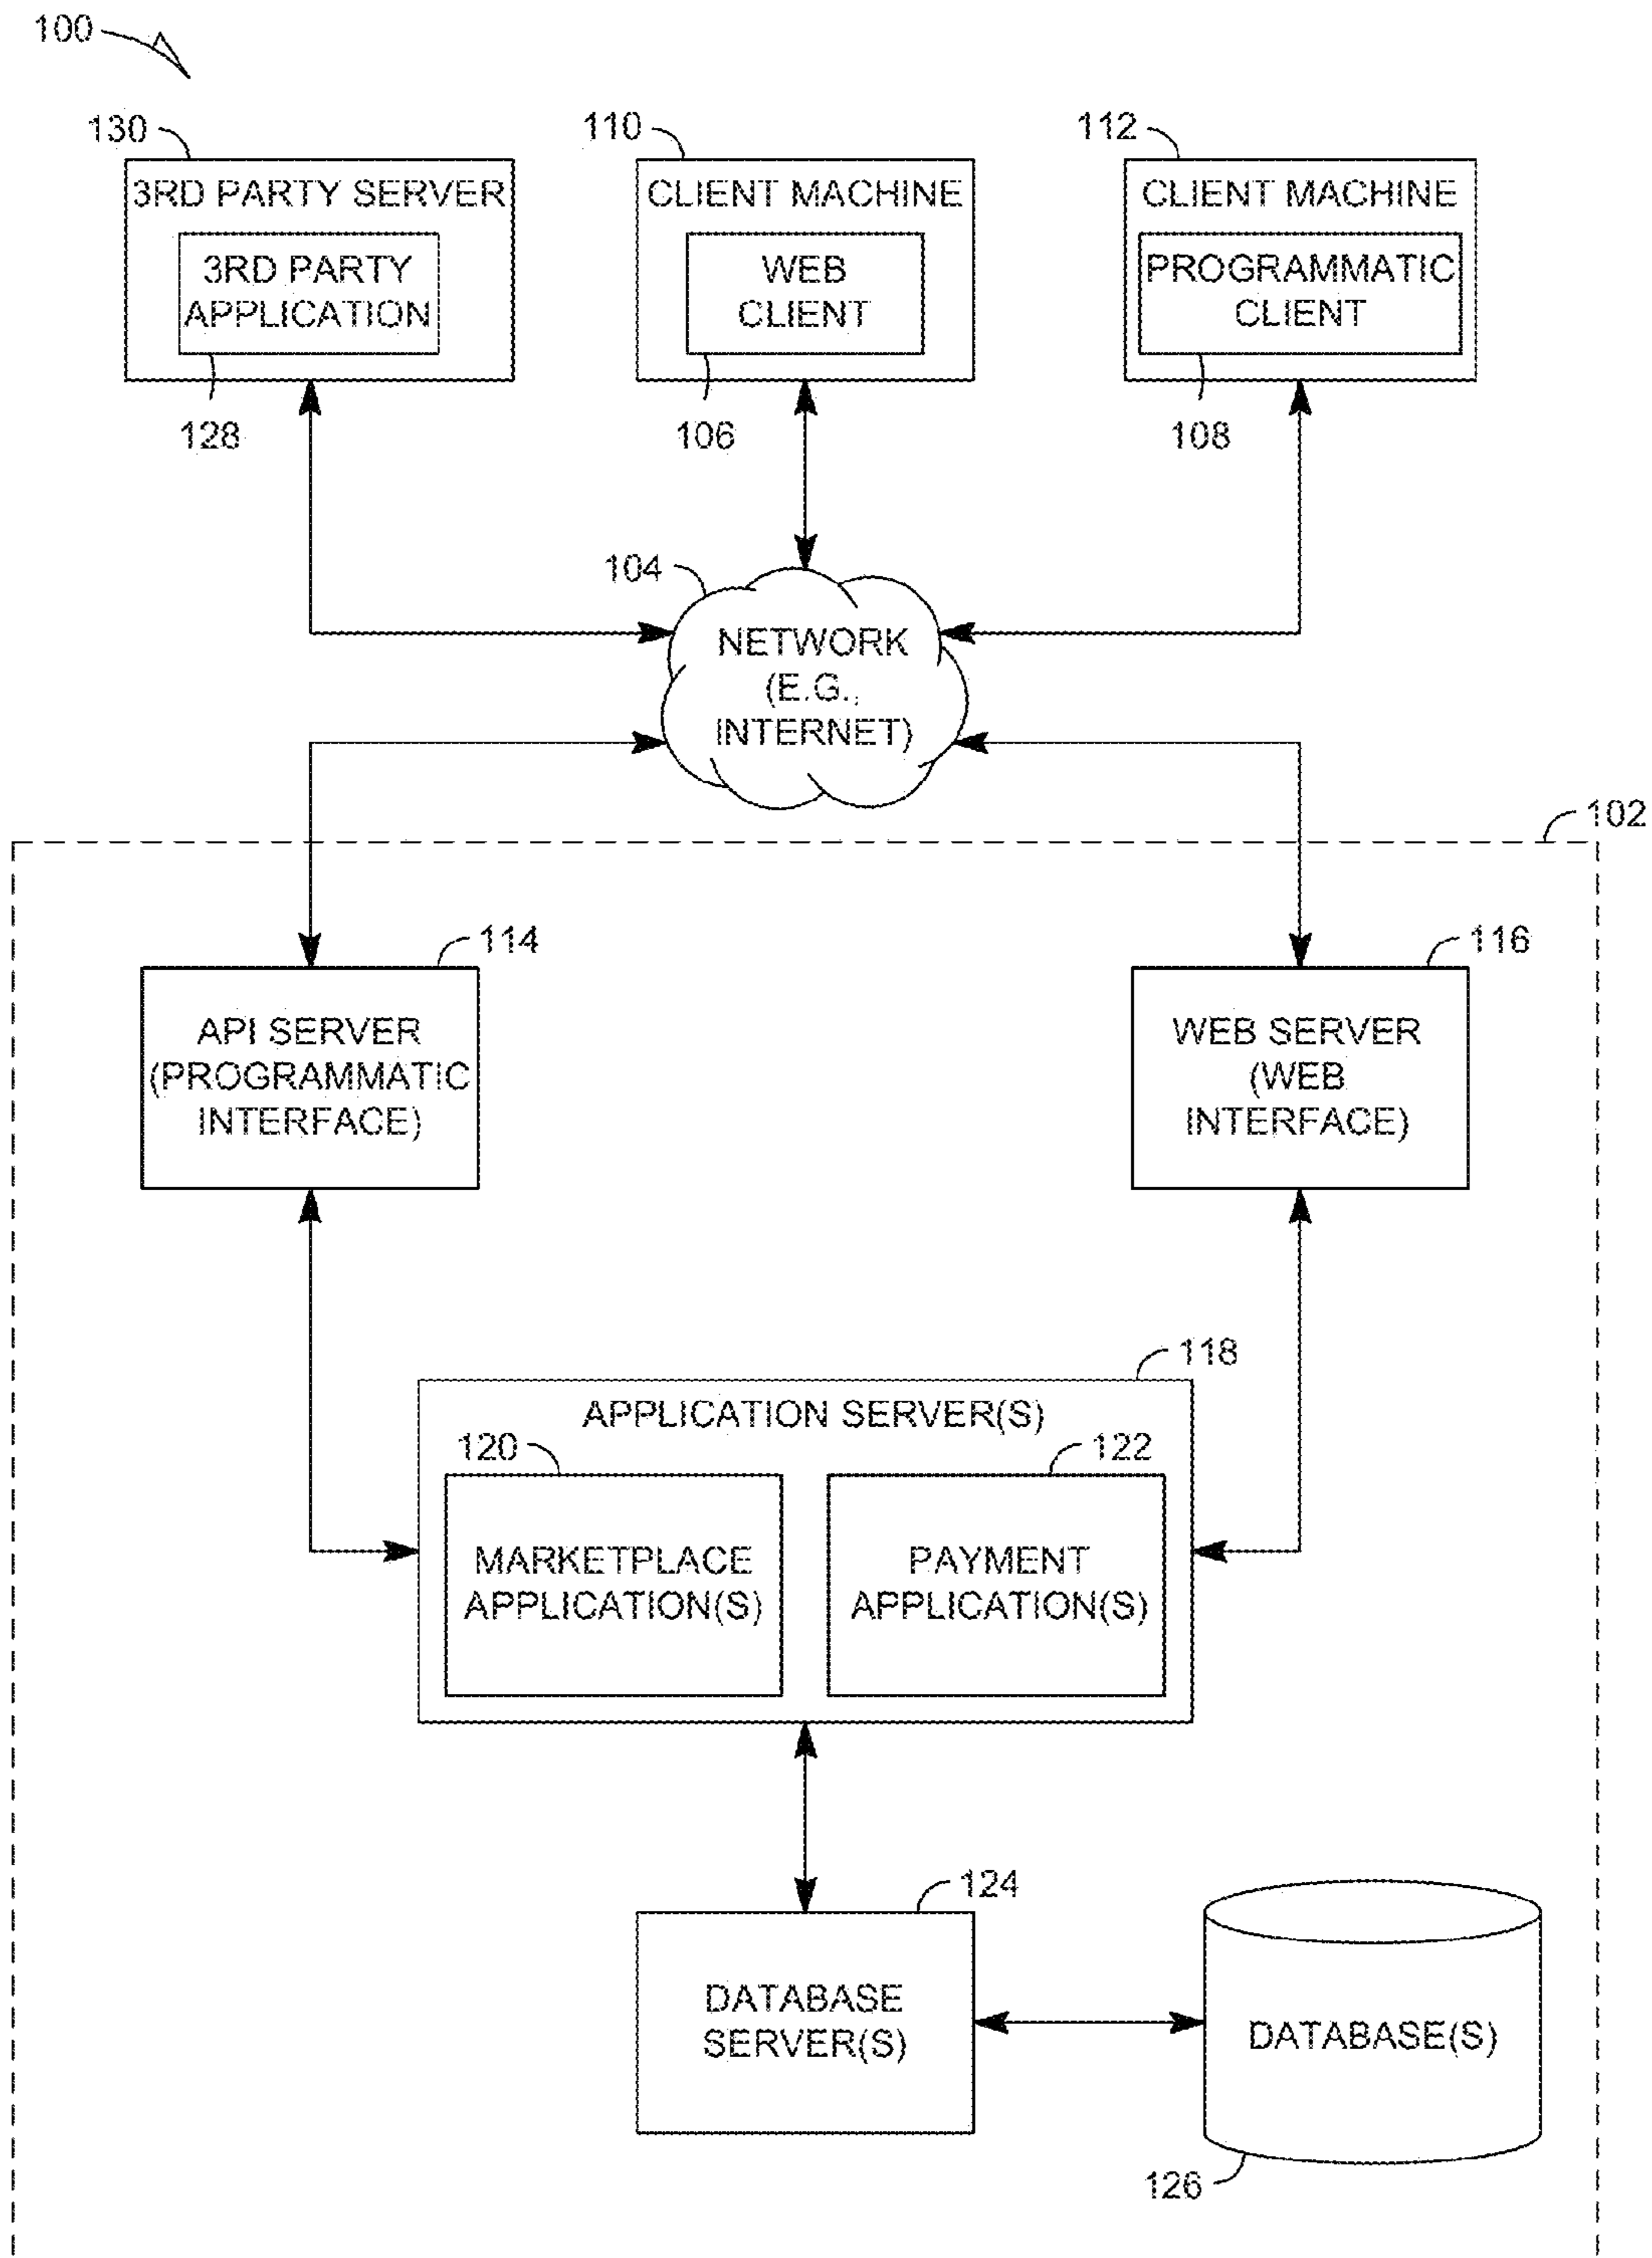 100
130
110
112
3RD PARTY SERVER
CLIENT MACHINE
CLIENT MACHINE
3RD PARTY
APPLICATION
WEB
CLIENT
PROGRAMMATIC
CLIENT
128
106
108
104
NETWORK
(E.G.,
INTERNET)
102
114
116
API SERVER
(PROGRAMMATIC
INTERFACE)
WEB SERVER
(WEB
INTERFACE)
118
APPLICATION SERVER(S)
120
122
MARKETPLACE
APPLICATION(S)
PAYMENT
APPLICATION(S)
124
DATABASE
SERVER(S)
DATABASE(S)
126